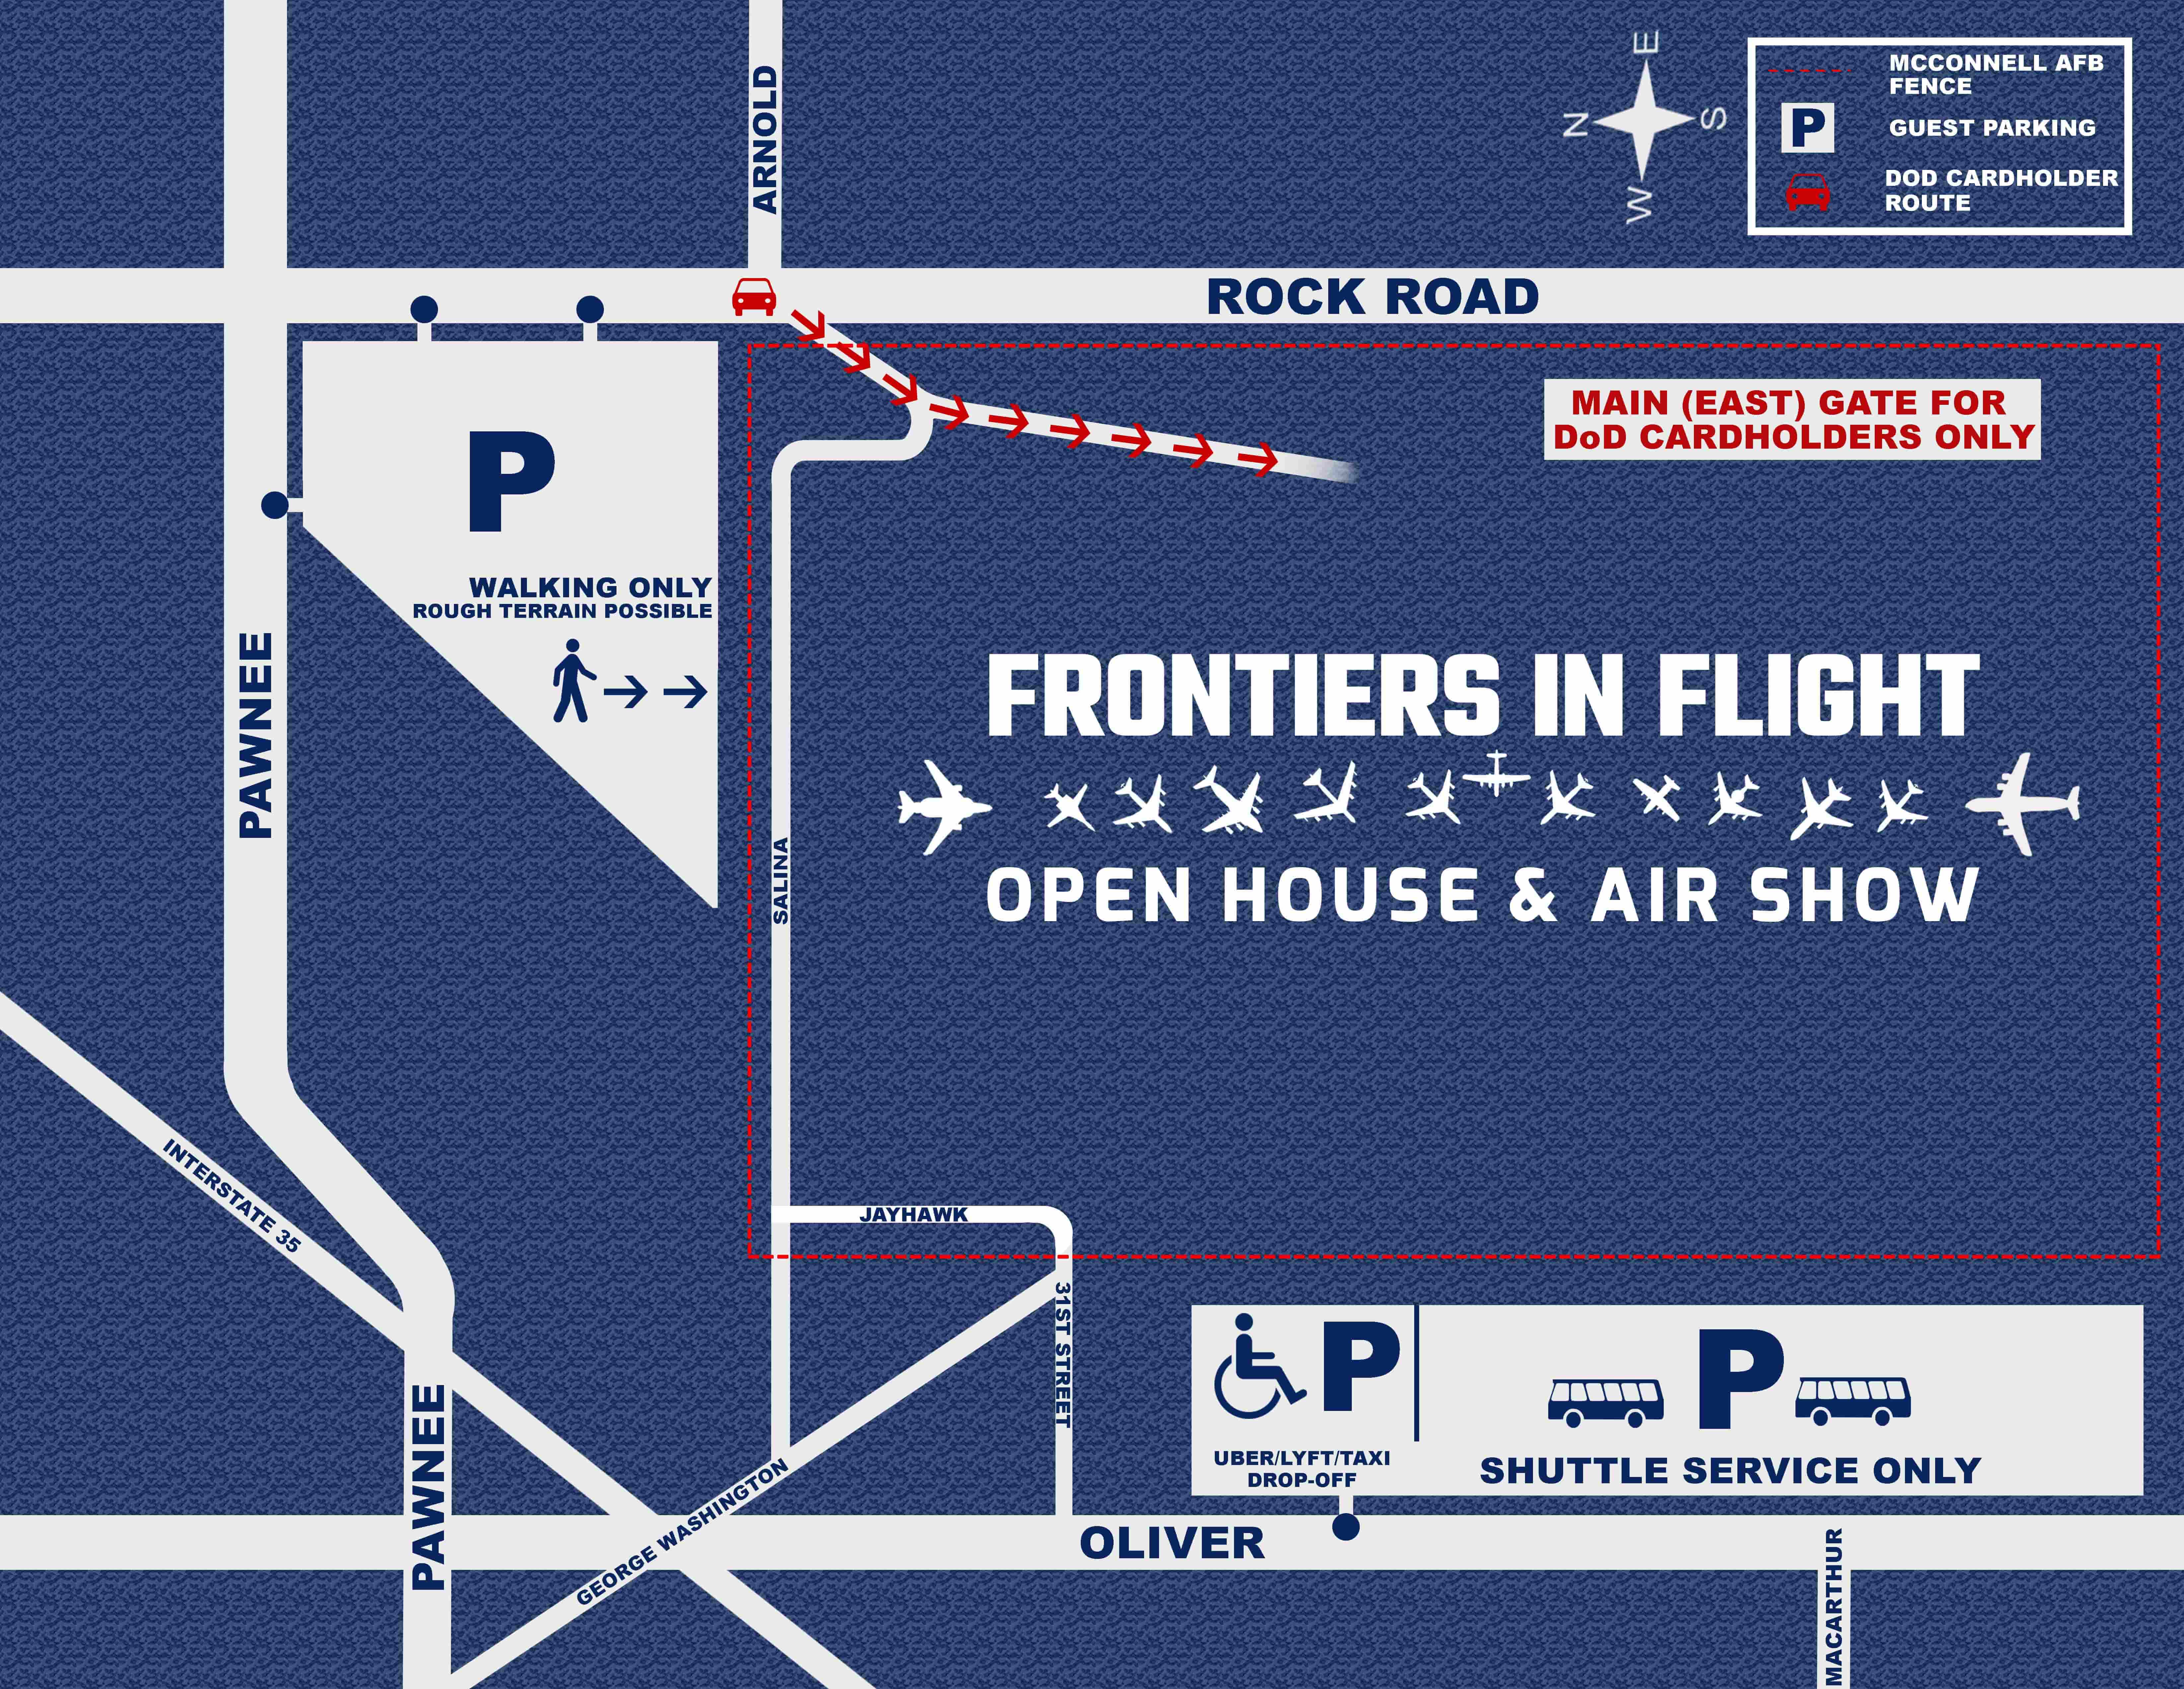 E
N
S
W
MCCONNELL AFB
FENCE
P
GUEST PARKING
DOD CARDHOLDER
ROUTE
ARNOLD
ROCK ROAD
MAIN (EAST) GATE FOR
DoD CARDHOLDERS ONLY
P
WALKING ONLY
ROUGH TERRAIN POSSIBLE
PAWNEE
FRONTIERS IN FLIGHT
OPEN HOUSE & AIR SHOW
SALINA
INTERSTATE 35
JAYHAWK
31ST STREET
P
UBER/LYFT/TAXI
DROP-OFF
P
SHUTTLE SERVICE ONLY
PAWNEE
GEORGE WASHINGTON
OLIVER
MACARTHUR